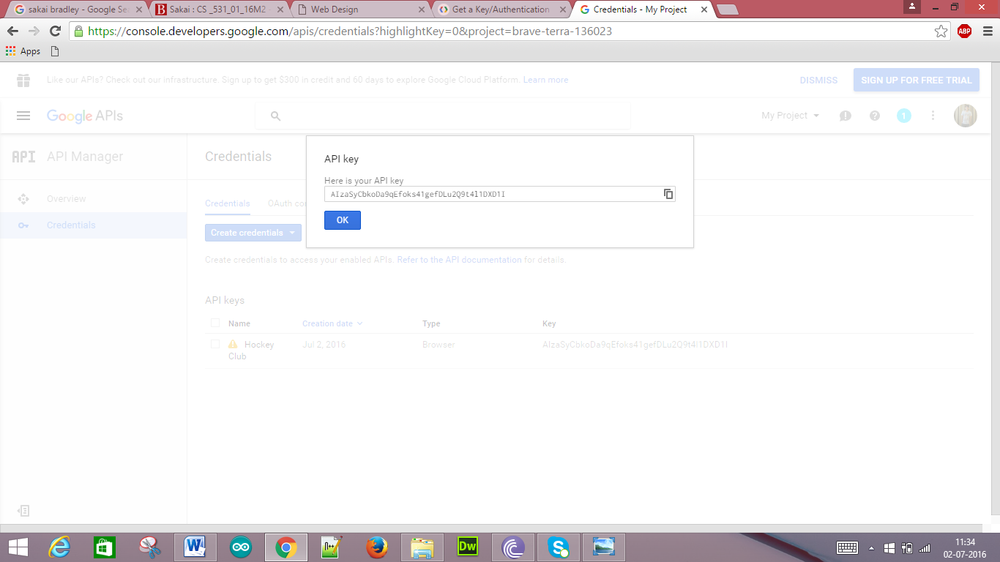 sakai bradley - Google Se
Sakai : CS _531_01_16M2
Web Design
Get a Key/Authentication
Credentials - My Project
https://console.developers.google.com/apis/credentials?highlightKey=0&project=brave-terra-136023
ABP
Apps
Like our APIs? Check out our infrastructure. Sign up to get $300 in credit and 60 days to explore Google Cloud Platform. Learn more
DISMISS
SIGN UP FOR FREE TRIAL
Google APIs
My Project
1
API
API Manager
Credentials
API key
Here is your API key
AIzaSyCbkoDa9qEfoks41gefDLu2Q9t4l1DXD1I
OK
Overview
Credentials
Credentials
OAuth con
Create credentials
Create credentials to access your enabled APIs. Refer to the API documentation for details.
API keys
Name
Creation date
Type
Key
Hockey
Club
Jul 2, 2016
Browser
AIzaSyCbkoDa9qEfoks41gefDLu2Q9t4l1DXD1I
Dw
11:34
02-07-2016